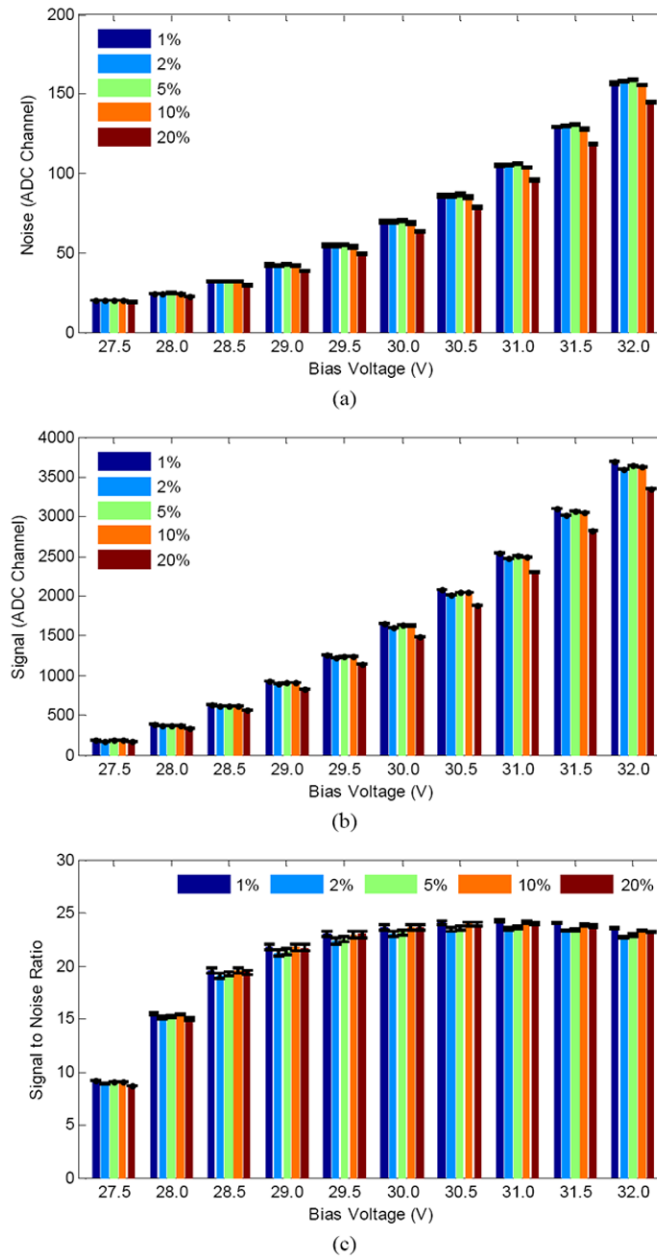 200
150
100
50
0
Noise (ADC Channel)
1%
2%
5%
10%
20%
27.5 28.0 28.5 29.0 29.5 30.0 30.5 31.0 31.5 32.0
Bias Voltage (V)
(a)
4000
3500
3000
2500
2000
1500
1000
500
0
Signal (ADC Channel)
1%
2%
5%
10%
20%
27.5 28.0 28.5 29.0 29.5 30.0 30.5 31.0 31.5 32.0
Bias Voltage (V)
(b)
30
25
20
15
10
5
0
Signal to Noise Ratio
1% 2% 5% 10% 20%
27.5 28.0 28.5 29.0 29.5 30.0 30.5 31.0 31.5 32.0
Bias Voltage (V)
(c)